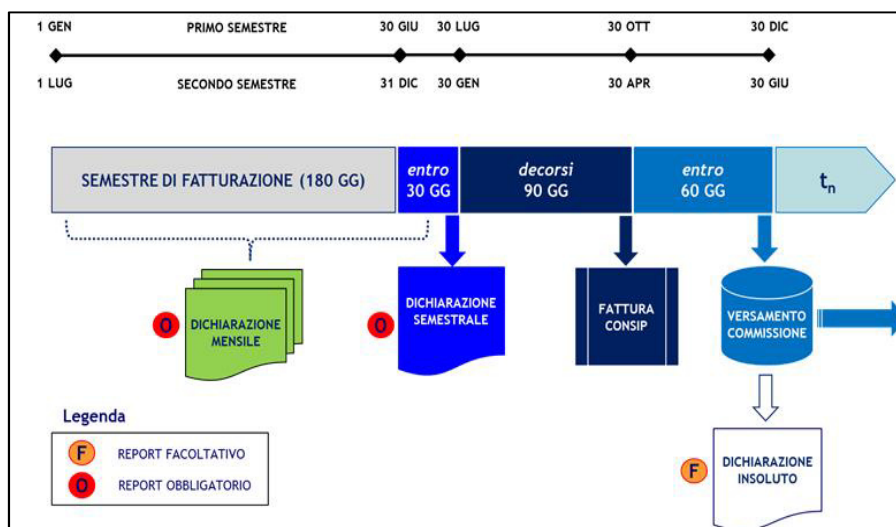 1 GEN PRIMO SEMESTRE 30 GIU 30 LUG 30 OTT 30 DIC
1 LUG SECONDO SEMESTRE 31 DIC 30 GEN 30 APR 30 GIU
SEMESTRE DI FATTURAZIONE (180 GG)
entro
30 GG
decorsi
90 GG
entro
60 GG
tn
O
DICHIARAZIONE
MENSILE
O
DICHIARAZIONE
SEMESTRALE
FATTURA
CONSIP
VERSAMENTO
COMMISSIONE
Legenda
F REPORT FACOLTATIVO
O REPORT OBBLIGATORIO
F
DICHIARAZIONE
INSOLUTO